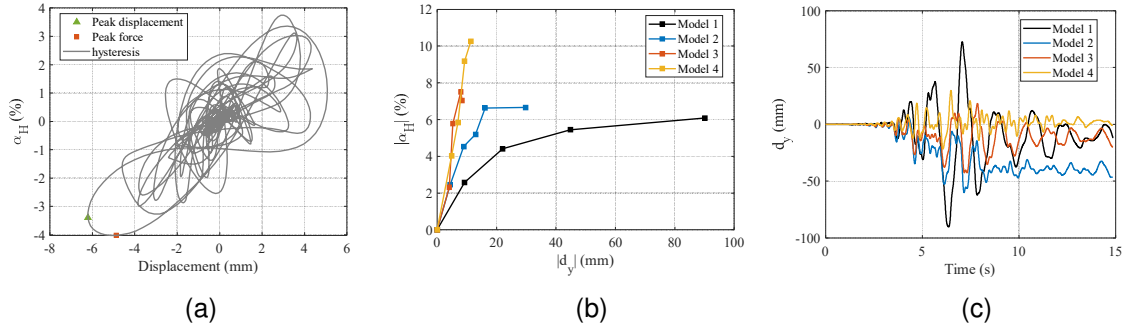 4
3
2
1
0
-1
-2
-3
-4
α_H (%)
Peak displacement
Peak force
hysteresis
-8 -6 -4 -2 0 2 4 6
Displacement (mm)
(a)
12
10
8
6
4
2
0
|α_H| (%)
Model 1
Model 2
Model 3
Model 4
0 20 40 60 80 100
|d_y| (mm)
(b)
100
50
0
-50
-100
d_y (mm)
Model 1
Model 2
Model 3
Model 4
0 5 10 15
Time (s)
(c)